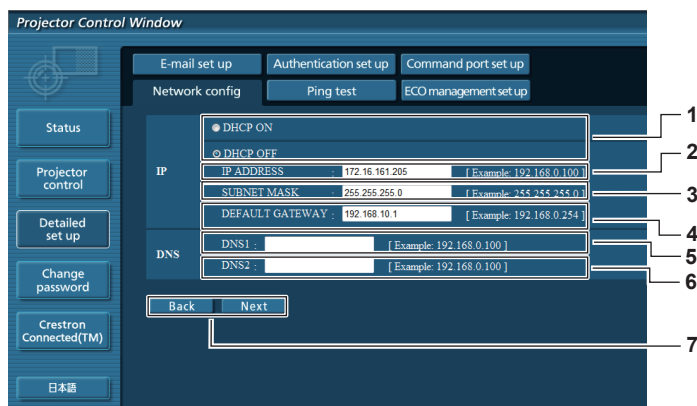 Projector Control Window
E-mail set up
Authentication set up
Command port set up
Network config
Ping test
ECO management set up
Status
Projector
control
Detailed
set up
Change
password
Crestron
Connected(TM)
日本語
IP
DHCP ON
DHCP OFF
IP ADDRESS : 172.16.161.205 [ Example: 192.168.0.100 ]
SUBNET MASK : 255.255.255.0 [ Example: 255.255.255.0 ]
DEFAULT GATEWAY : 192.168.10.1 [ Example: 192.168.0.254 ]
DNS
DNS1 : [ Example: 192.168.0.100 ]
DNS2 : [ Example: 192.168.0.100 ]
Back
Next
1
2
3
4
5
6
7